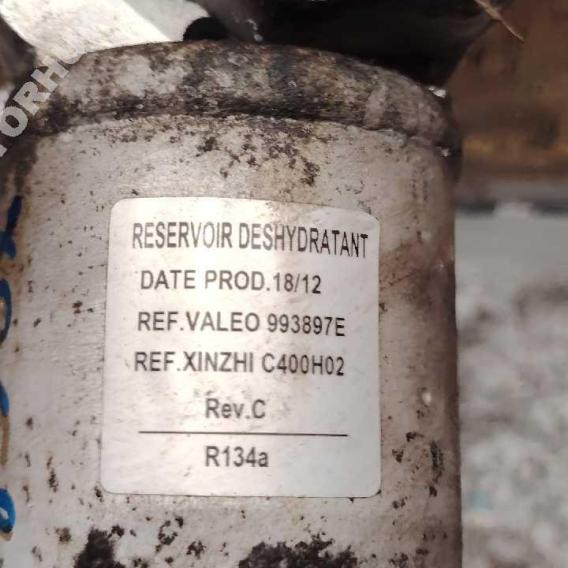 RESERVOIR DESHYDRATANT
DATE PROD.18/12
REF.VALEO 993897E
REF.XINZHI C400H02
Rev.C
R134a